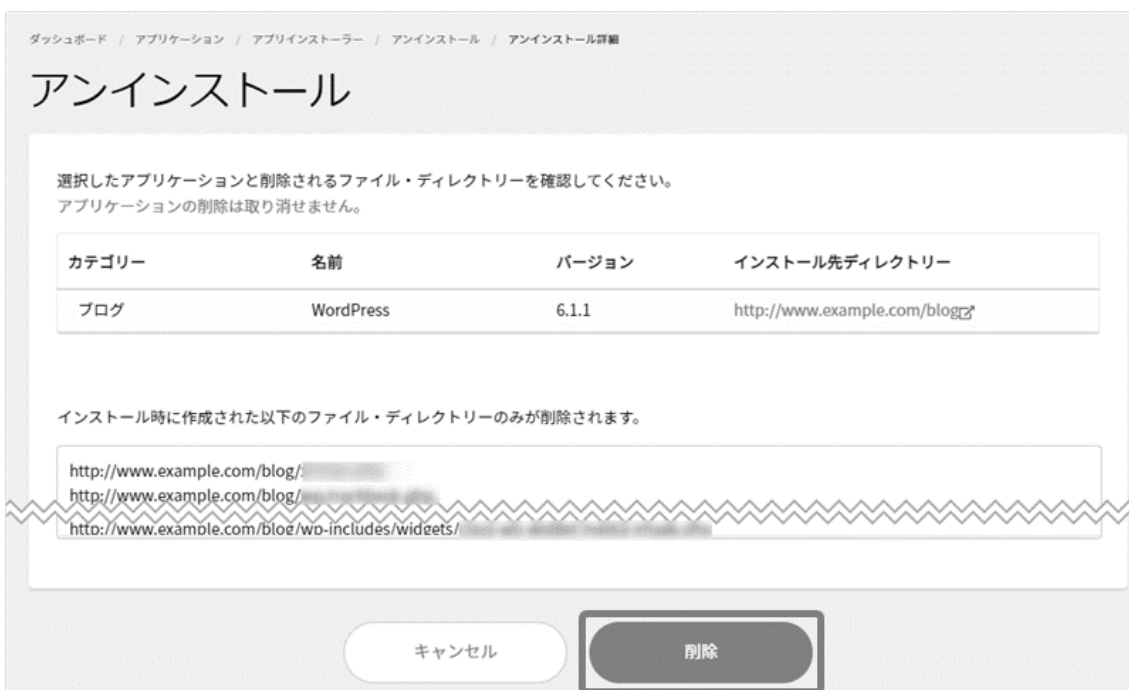 ダッシュボード / アプリケーション / アプリインストーラー / アンインストール / アンインストール詳細
アンインストール
選択したアプリケーションと削除されるファイル・ディレクトリーを確認してください。
アプリケーションの削除は取り消せません。
カテゴリー 名前 バージョン インストール先ディレクトリー
ブログ WordPress 6.1.1 http://www.example.com/blog
インストール時に作成された以下のファイル・ディレクトリーのみが削除されます。
http://www.example.com/blog/
http://www.example.com/blog/
http://www.example.com/blog/wp-includes/widgets/
キャンセル 削除